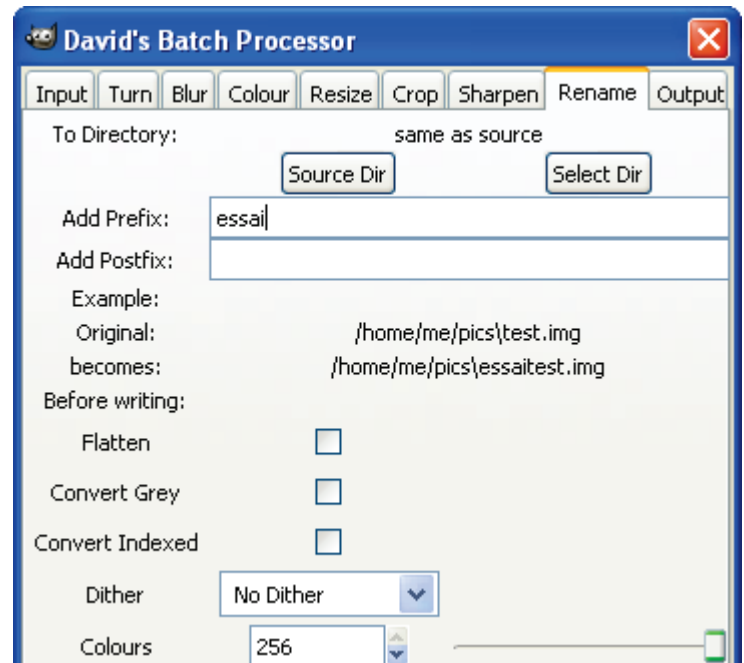 David's Batch Processor
Input Turn Blur Colour Resize Crop Sharpen Rename Output
To Directory: same as source
Source Dir Select Dir
Add Prefix: essai
Add Postfix:
Example:
Original: /home/me/pics\test.img
becomes: /home/me/pics\essaitest.img
Before writing:
Flatten
Convert Grey
Convert Indexed
Dither No Dither
Colours 256